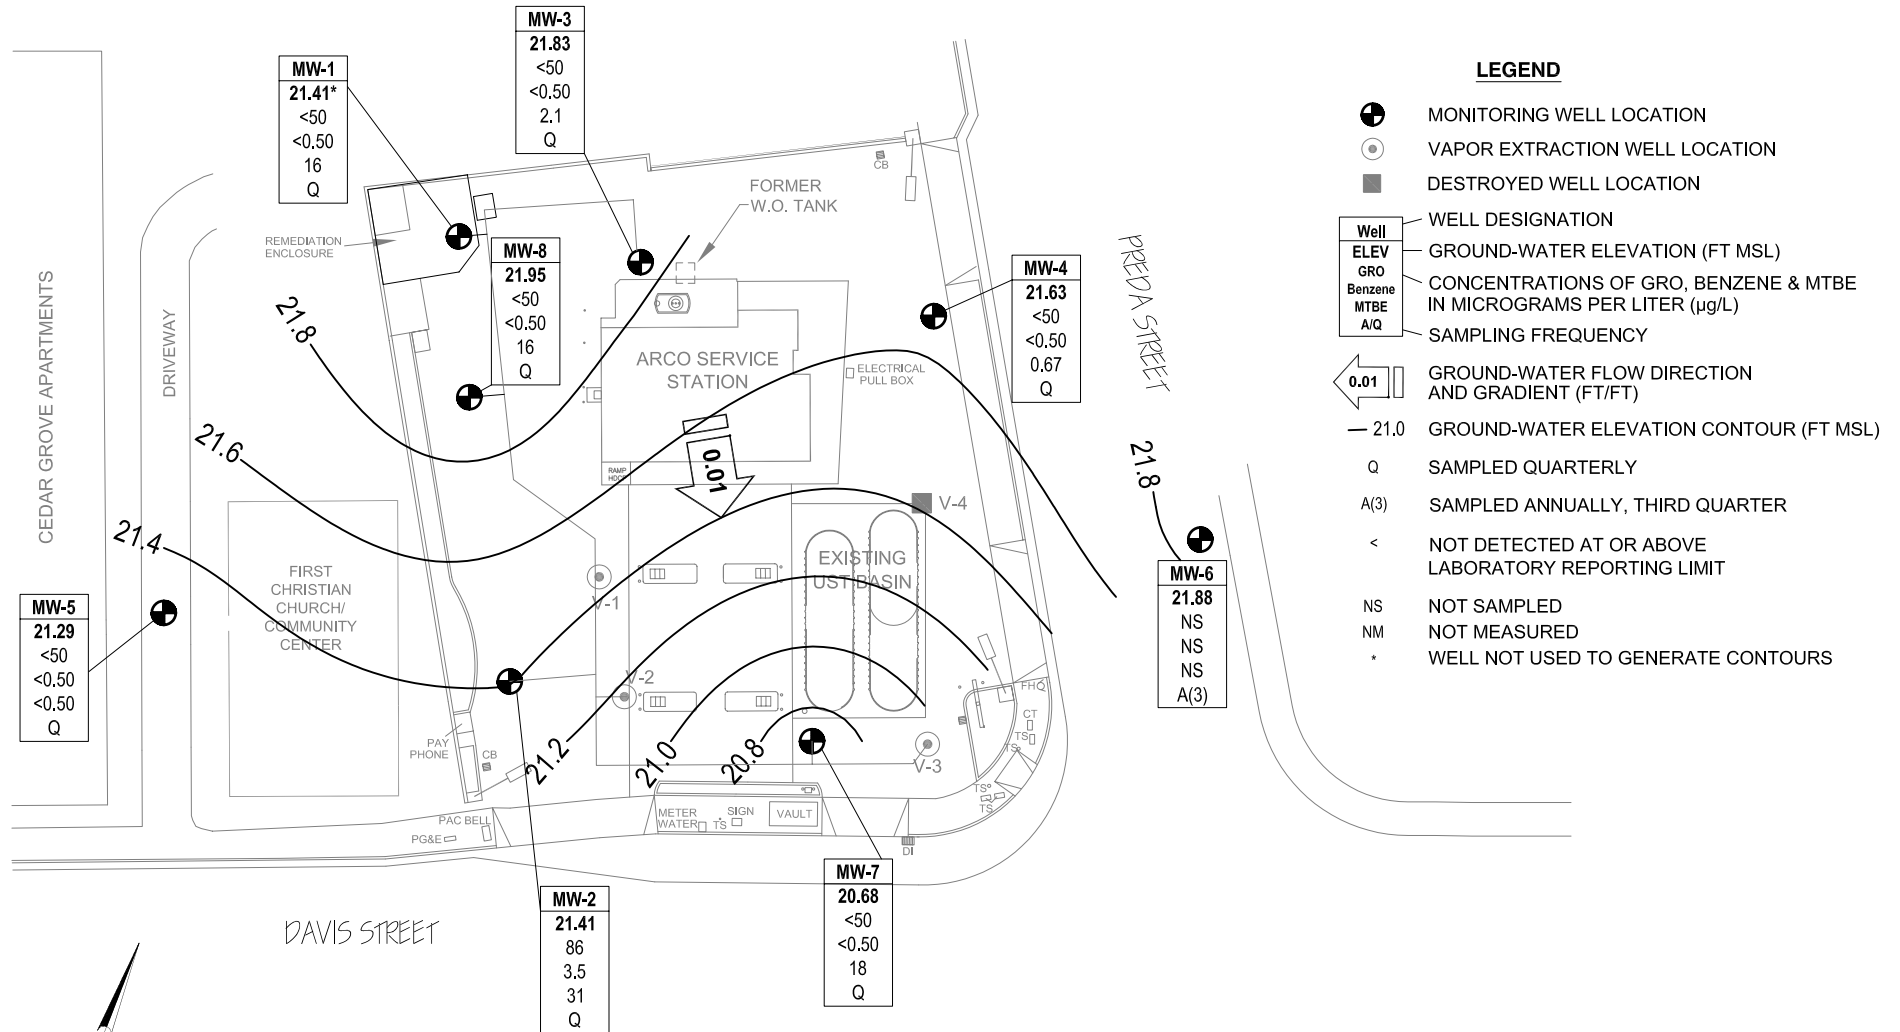 MW-3
21.83
<50
<0.50
2.1
Q
MW-1
21.41*
<50
<0.50
16
Q
MW-8
21.95
<50
<0.50
16
Q
MW-4
21.63
<50
<0.50
0.67
Q
MW-5
21.29
<50
<0.50
<0.50
Q
MW-6
21.88
NS
NS
NS
A(3)
MW-2
21.41
86
3.5
31
Q
MW-7
20.68
<50
<0.50
18
Q
CEDAR GROVE APARTMENTS
DRIVEWAY
REMEDIATION
ENCLOSURE
FORMER
W.O. TANK
CB
PREDA STREET
ARCO SERVICE
STATION
ELECTRICAL
PULL BOX
RAMP
HDCP
0.01
21.8
21.6
21.4
21.2
21.0
20.8
21.8
V-4
EXISTING
UST BASIN
FIRST
CHRISTIAN
CHURCH/
COMMUNITY
CENTER
V-1
V-2
V-3
PAY
PHONE
CB
FHO
CT
TS
TS
TS
TS
PAC BELL
PG&E
METER
WATER
TS
SIGN
VAULT
DI
DAVIS STREET
LEGEND
MONITORING WELL LOCATION
VAPOR EXTRACTION WELL LOCATION
DESTROYED WELL LOCATION
Well
ELEV
GRO
Benzene
MTBE
A/Q
WELL DESIGNATION
GROUND-WATER ELEVATION (FT MSL)
CONCENTRATIONS OF GRO, BENZENE & MTBE
IN MICROGRAMS PER LITER (µg/L)
SAMPLING FREQUENCY
0.01
GROUND-WATER FLOW DIRECTION
AND GRADIENT (FT/FT)
21.0 GROUND-WATER ELEVATION CONTOUR (FT MSL)
Q SAMPLED QUARTERLY
A(3) SAMPLED ANNUALLY, THIRD QUARTER
< NOT DETECTED AT OR ABOVE
LABORATORY REPORTING LIMIT
NS NOT SAMPLED
NM NOT MEASURED
* WELL NOT USED TO GENERATE CONTOURS